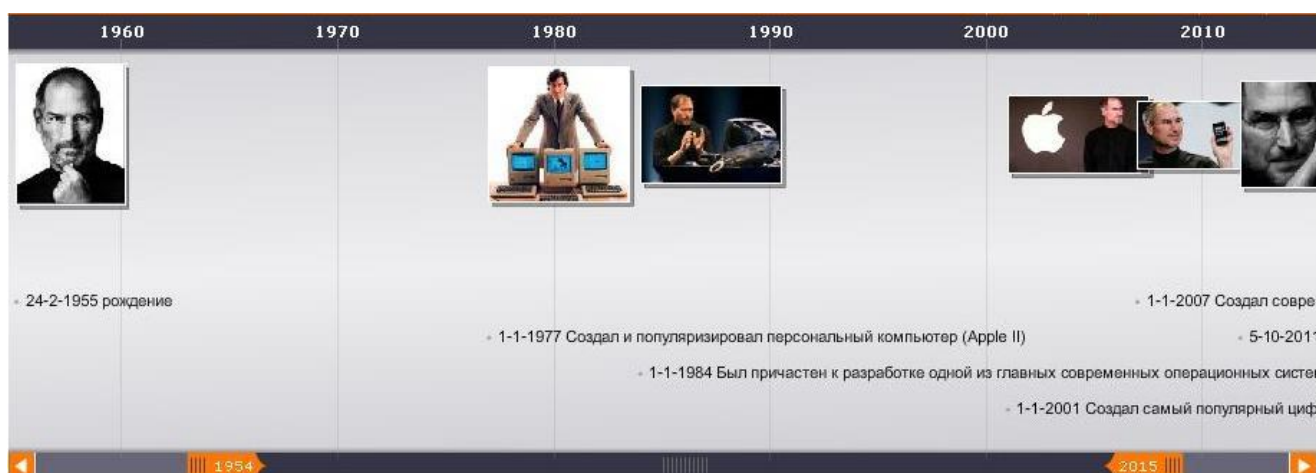 1960 1970 1980 1990 2000 2010
24-2-1955 рождение
1-1-2007 Создал совре
1-1-1977 Создал и популяризировал персональный компьютер (Apple II)
5-10-2011
1-1-1984 Был причастен к разработке одной из главных современных операционных систем
1-1-2001 Создал самый популярный циф
1954 2015